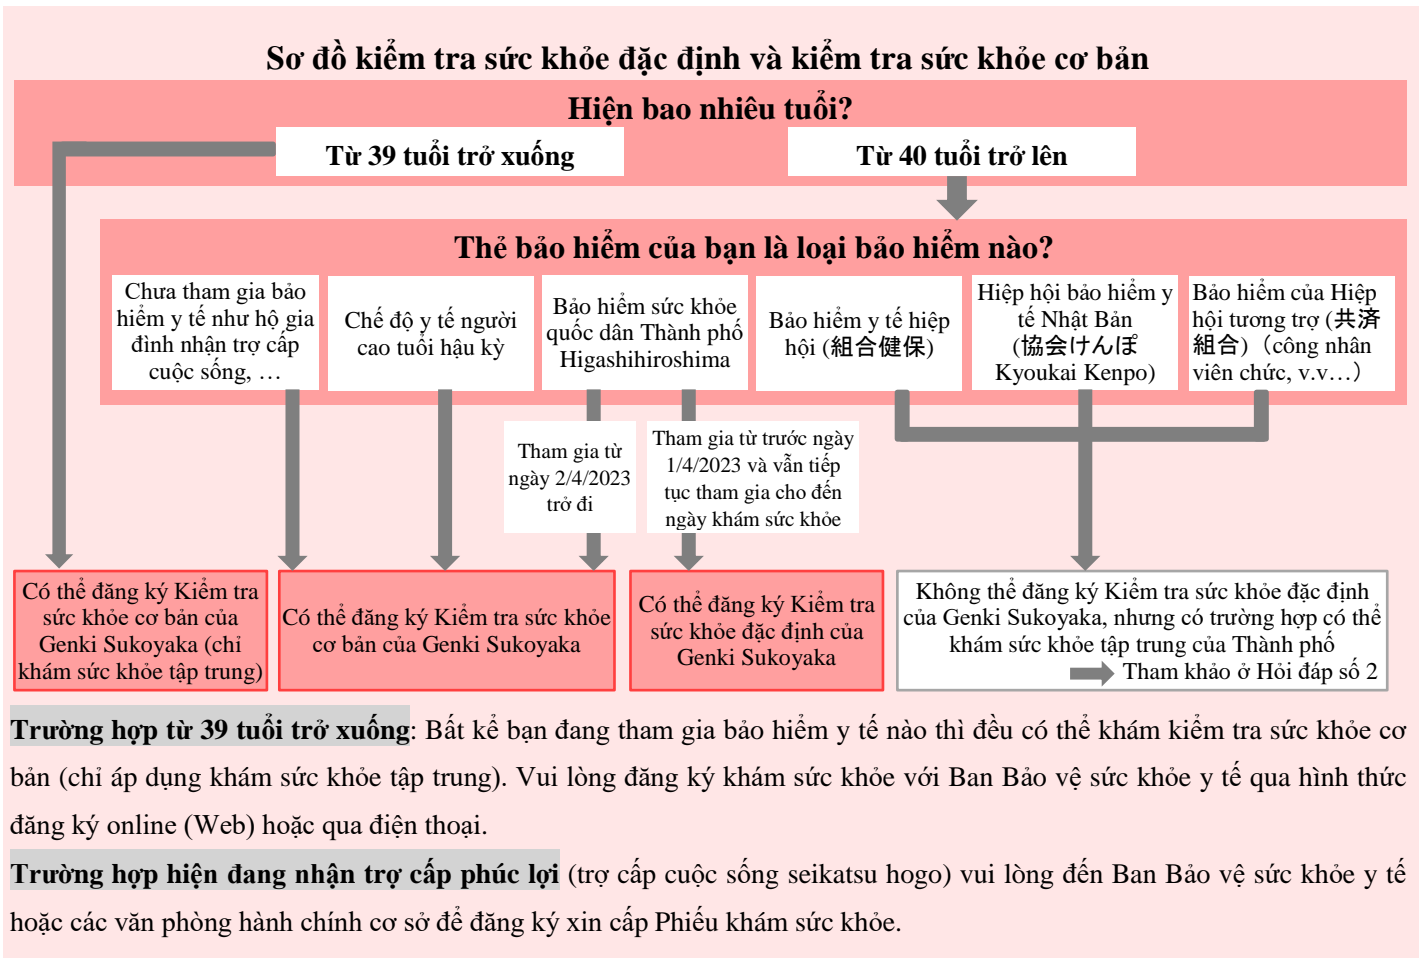 Sơ đồ kiểm tra sức khỏe đặc định và kiểm tra sức khỏe cơ bản
Hiện bao nhiêu tuổi?
Từ 39 tuổi trở xuống
Từ 40 tuổi trở lên
Thẻ bảo hiểm của bạn là loại bảo hiểm nào?
Chưa tham gia bảo
hiểm y tế như hộ gia
đình nhận trợ cấp
cuộc sống, …
Chế độ y tế người
cao tuổi hậu kỳ
Bảo hiểm sức khỏe
quốc dân Thành phố
Higashihiroshima
Bảo hiểm y tế hiệp
hội (組合健保)
Hiệp hội bảo hiểm y
tế Nhật Bản
(協会けんぽ
Kyoukai Kenpo)
Bảo hiểm của Hiệp
hội tương trợ (共済
組合)（công nhân
viên chức, v.v…）
Tham gia từ
ngày 2/4/2023
trở đi
Tham gia từ trước ngày
1/4/2023 và vẫn tiếp
tục tham gia cho đến
ngày khám sức khỏe
Có thể đăng ký Kiểm tra
sức khỏe cơ bản của
Genki Sukoyaka (chỉ
khám sức khỏe tập trung)
Có thể đăng ký Kiểm tra sức khỏe
cơ bản của Genki Sukoyaka
Có thể đăng ký Kiểm tra
sức khỏe đặc định của
Genki Sukoyaka
Không thể đăng ký Kiểm tra sức khỏe đặc định
của Genki Sukoyaka, nhưng có trường hợp có thể
khám sức khỏe tập trung của Thành phố
Tham khảo ở Hỏi đáp số 2
Trường hợp từ 39 tuổi trở xuống: Bất kể bạn đang tham gia bảo hiểm y tế nào thì đều có thể khám kiểm tra sức khỏe cơ
bản (chỉ áp dụng khám sức khỏe tập trung). Vui lòng đăng ký khám sức khỏe với Ban Bảo vệ sức khỏe y tế qua hình thức
đăng ký online (Web) hoặc qua điện thoại.
Trường hợp hiện đang nhận trợ cấp phúc lợi (trợ cấp cuộc sống seikatsu hogo) vui lòng đến Ban Bảo vệ sức khỏe y tế
hoặc các văn phòng hành chính cơ sở để đăng ký xin cấp Phiếu khám sức khỏe.